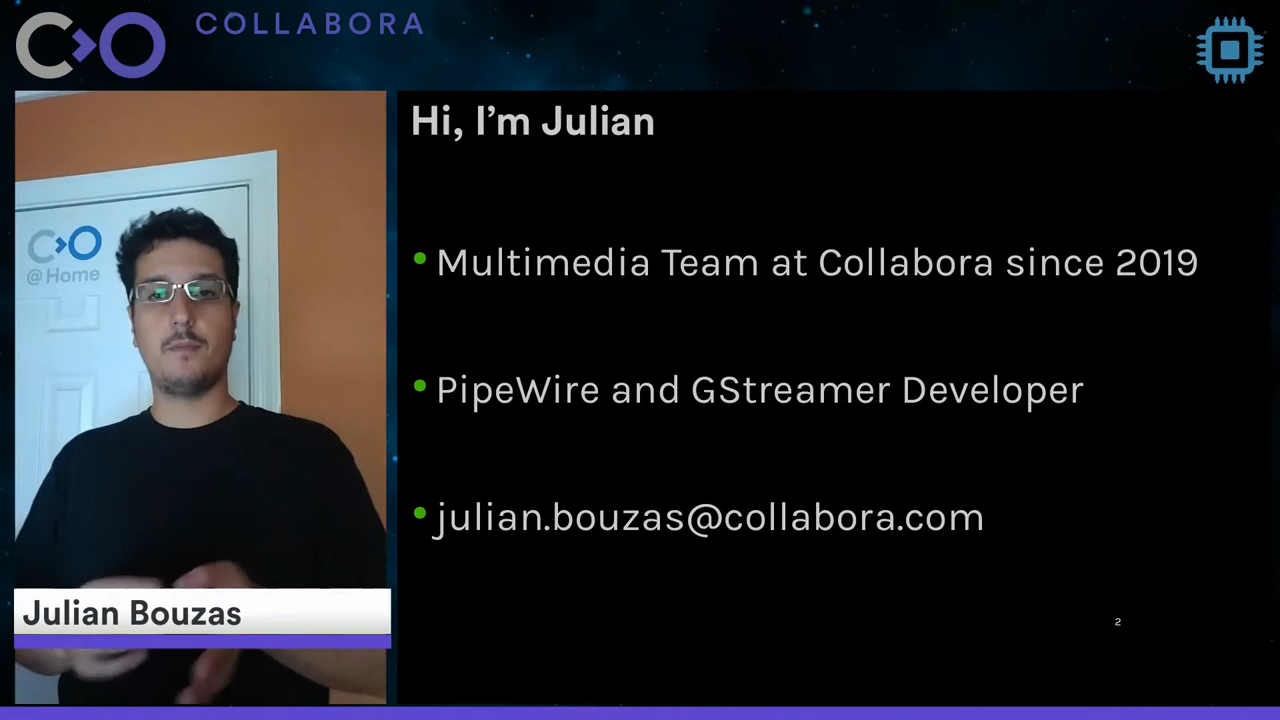 COLLABORA
@Home
Julian Bouzas
Hi, I'm Julian
Multimedia Team at Collabora since 2019
PipeWire and GStreamer Developer
julian.bouzas@collabora.com
2